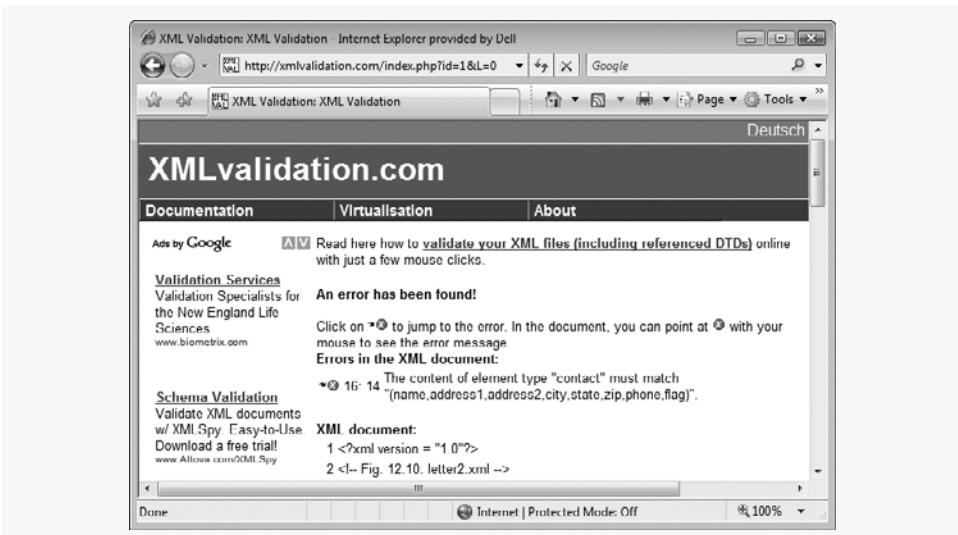 XML Validation: XML Validation - Internet Explorer provided by Dell
http://xmlvalidation.com/index.php?id=1&L=0
Google
XML Validation: XML Validation
Page
Tools
Deutsch
XMLvalidation.com
Documentation
Virtualisation
About
Ads by Google
Validation Services
Validation Specialists for
the New England Life
Sciences
www.biometrix.com
Schema Validation
Validate XML documents
w/ XMLSpy. Easy-to-Use.
Download a free trial!
www.Altova.com/XMLSpy
Read here how to validate your XML files (including referenced DTDs) online
with just a few mouse clicks.
An error has been found!
Click on to jump to the error. In the document, you can point at with your
mouse to see the error message.
Errors in the XML document:
16: 14 The content of element type "contact" must match
"(name,address1,address2,city,state,zip,phone,flag)".
XML document:
1 <?xml version = "1.0"?>
2 <!-- Fig. 12.10: letter2.xml -->
Done
Internet | Protected Mode: Off
100%